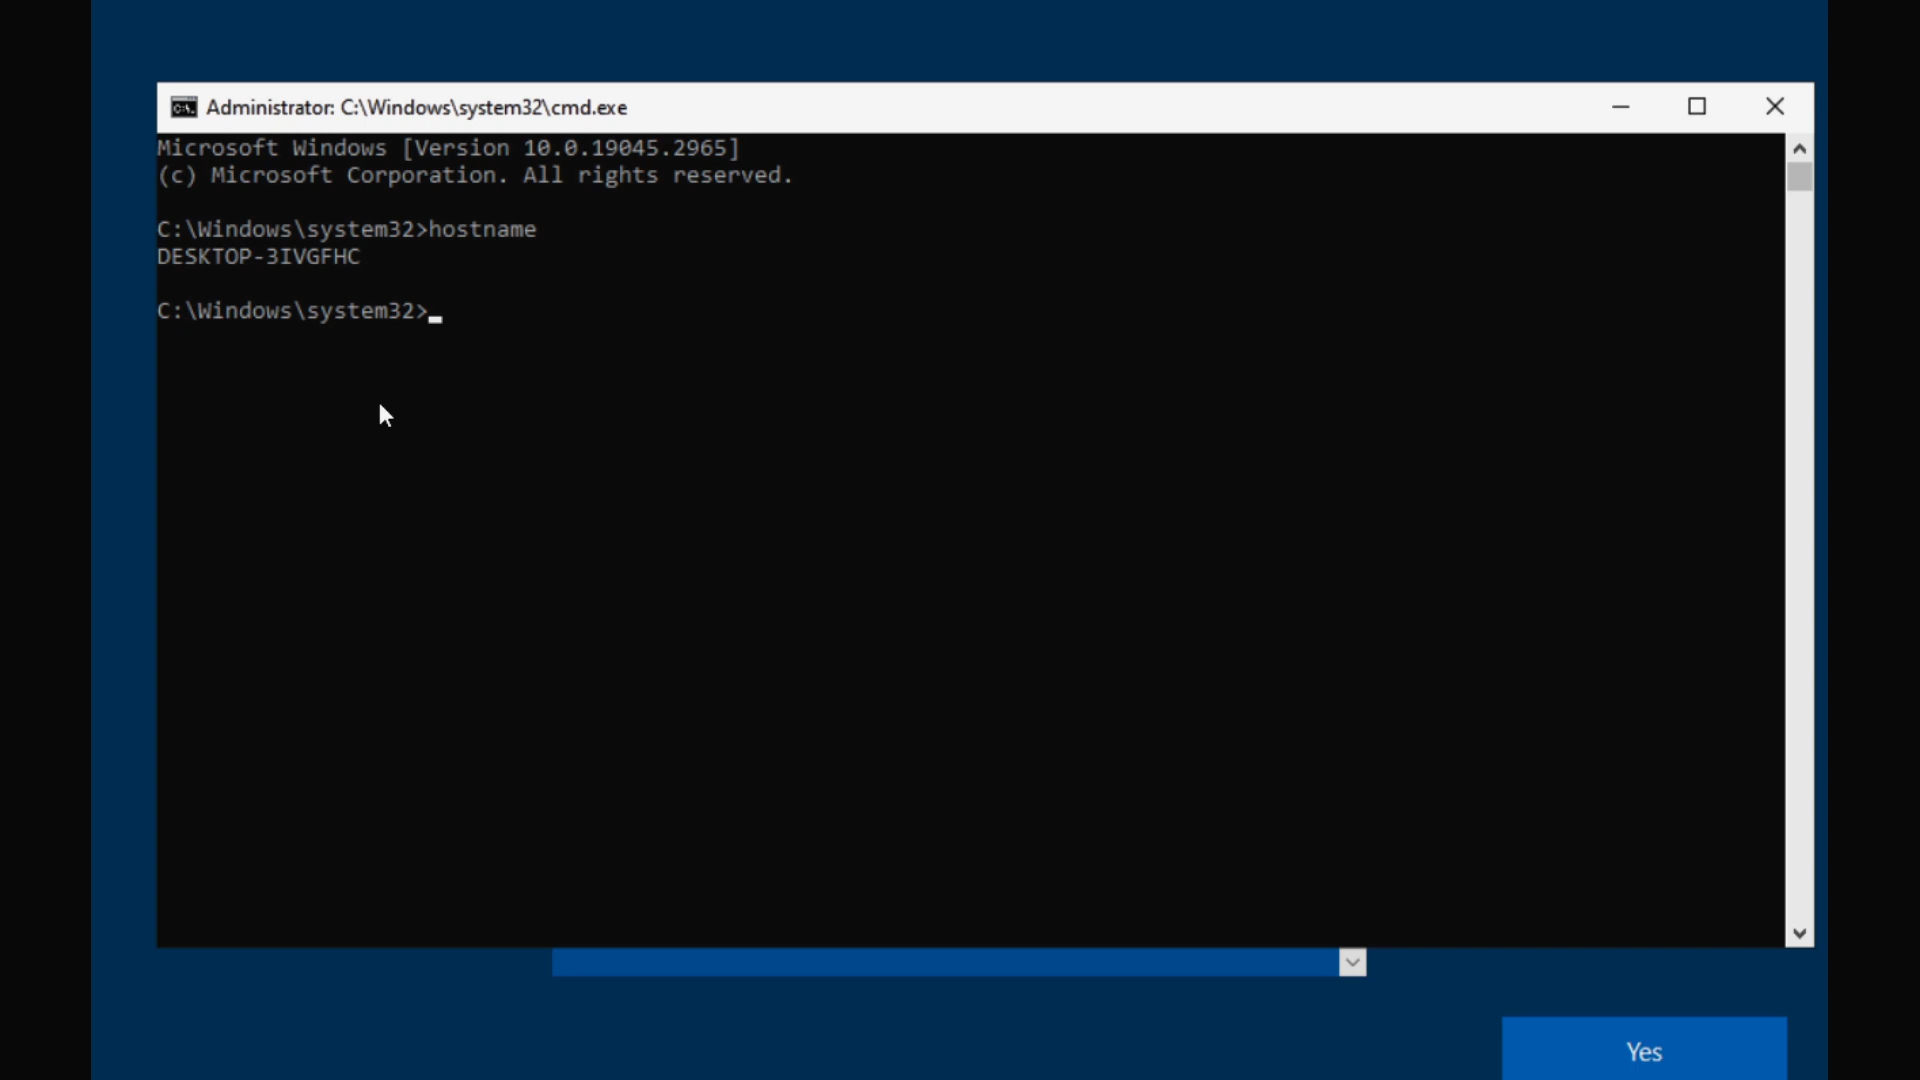 Administrator: C:\Windows\system32\cmd.exe
Microsoft Windows [Version 10.0.19045.2965]
(c) Microsoft Corporation. All rights reserved.
C:\Windows\system32>hostname
DESKTOP-3IVGFHC
C:\Windows\system32>
Yes